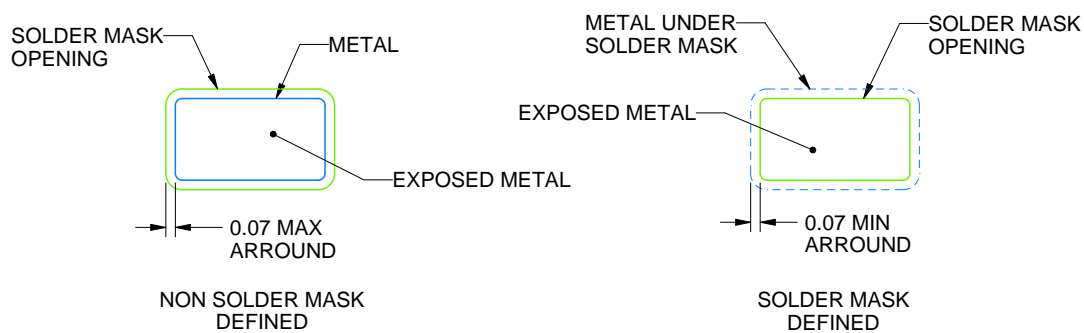 SOLDER MASK
OPENING
METAL
EXPOSED METAL
0.07 MAX
ARROUND
NON SOLDER MASK
DEFINED
METAL UNDER
SOLDER MASK
SOLDER MASK
OPENING
EXPOSED METAL
0.07 MIN
ARROUND
SOLDER MASK
DEFINED